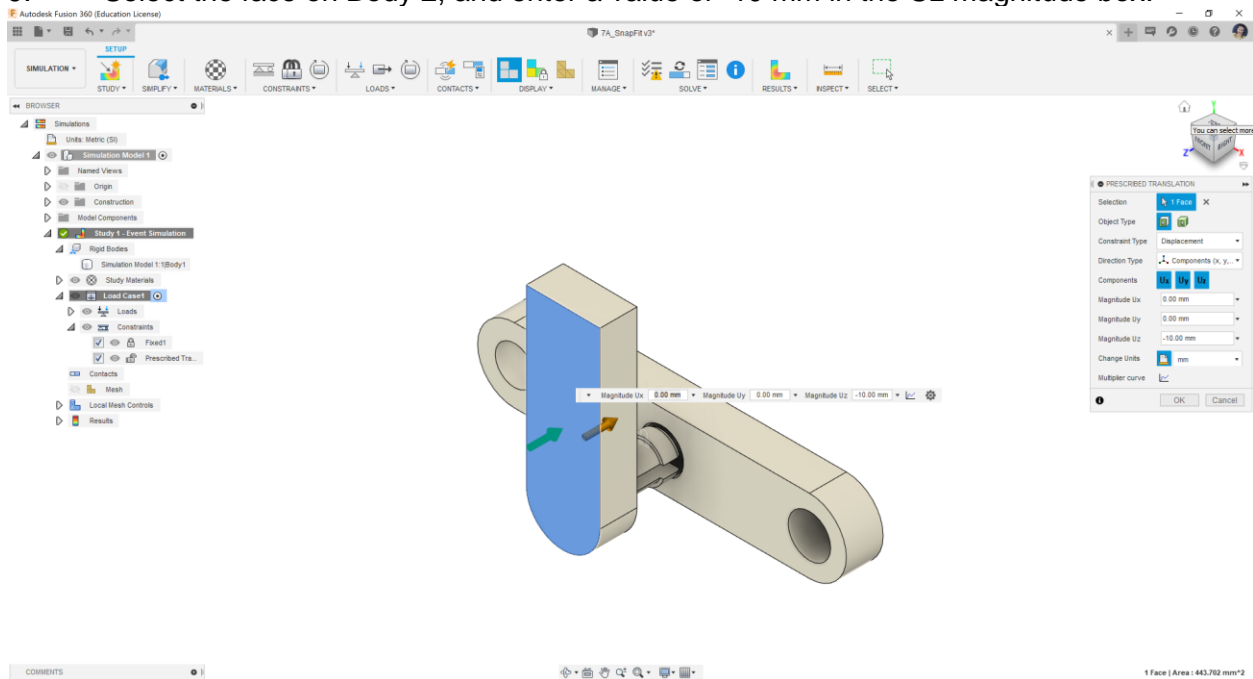 Select the face on Body 2, and enter a value of -10 mm in the Uz magnitude box.
Autodesk Fusion 360 (Education License)
7A_SnapFit v3*
SETUP
SIMULATION
STUDY
SIMPLIFY
MATERIALS
CONSTRAINTS
LOADS
CONTACTS
DISPLAY
MANAGE
SOLVE
RESULTS
INSPECT
SELECT
BROWSER
Simulations
Units: Metric (SI)
Simulation Model 1
Named Views
Origin
Construction
Model Components
Study 1 - Event Simulation
Rigid Bodies
Simulation Model 1:1|Body1
Study Materials
Load Case1
Loads
Constraints
Fixed1
Prescribed Tra...
Contacts
Mesh
Local Mesh Controls
Results
Y
You can select more
FRONT RIGHT
Z X
PRESCRIBED TRANSLATION
Selection 1 Face X
Object Type
Constraint Type Displacement
Direction Type Components (x, y,...
Components Ux Uy Uz
Magnitude Ux 0.00 mm
Magnitude Uy 0.00 mm
Magnitude Uz -10.00 mm
Change Units mm
Multiplier curve
OK Cancel
Magnitude Ux 0.00 mm Magnitude Uy 0.00 mm Magnitude Uz -10.00 mm
COMMENTS
1 Face | Area : 443.702 mm^2